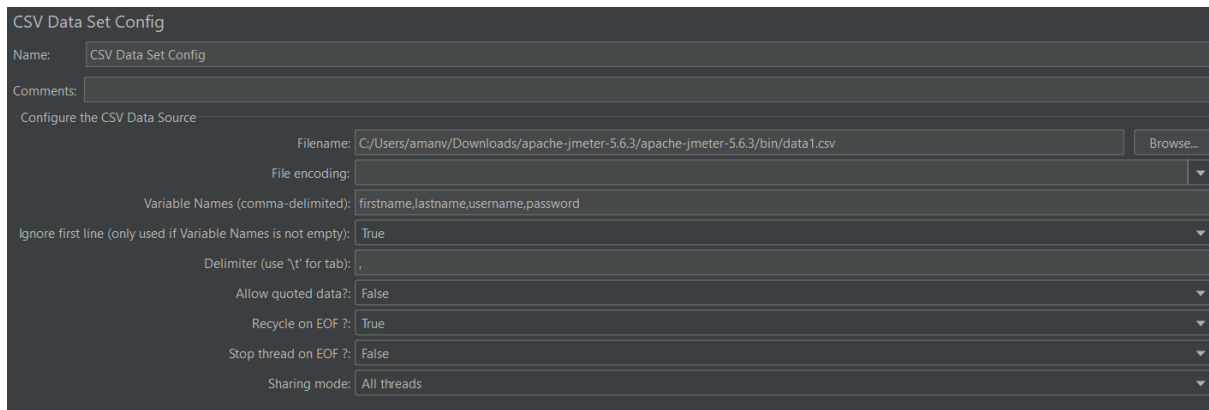 CSV Data Set Config
Name: CSV Data Set Config
Comments:
Configure the CSV Data Source
Filename: C:/Users/amanv/Downloads/apache-jmeter-5.6.3/apache-jmeter-5.6.3/bin/data1.csv Browse...
File encoding:
Variable Names (comma-delimited): firstname,lastname,username,password
Ignore first line (only used if Variable Names is not empty): True
Delimiter (use '\t' for tab): ,
Allow quoted data?: False
Recycle on EOF ?: True
Stop thread on EOF ?: False
Sharing mode: All threads